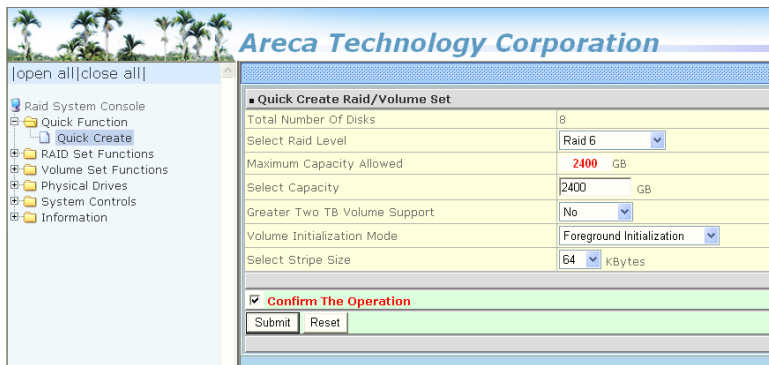 Areca Technology Corporation
|open all|close all|
Raid System Console
Quick Function
Quick Create
RAID Set Functions
Volume Set Functions
Physical Drives
System Controls
Information
Quick Create Raid/Volume Set
Total Number Of Disks 8
Select Raid Level Raid 6
Maximum Capacity Allowed 2400 GB
Select Capacity 2400 GB
Greater Two TB Volume Support No
Volume Initialization Mode Foreground Initialization
Select Stripe Size 64 KBytes
Confirm The Operation
Submit Reset